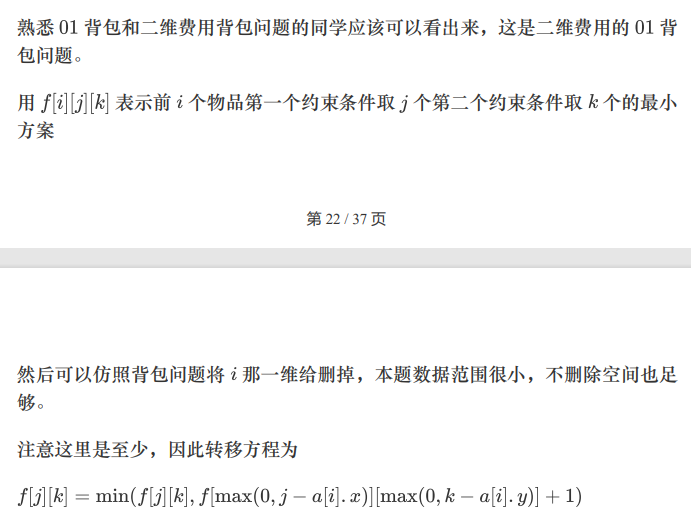 熟悉 01 背包和二维费用背包问题的同学应该可以看出来，这是二维费用的 01 背
包问题。
用 f[i][j][k] 表示前 i 个物品第一个约束条件取 j 个第二个约束条件取 k 个的最小
方案
第 22 / 37 页
然后可以仿照背包问题将 i 那一维给删掉，本题数据范围很小，不删除空间也足
够。
注意这里是至少，因此转移方程为
f[j][k] = min(f[j][k], f[max(0, j − a[i]. x)][max(0, k − a[i]. y)] + 1)